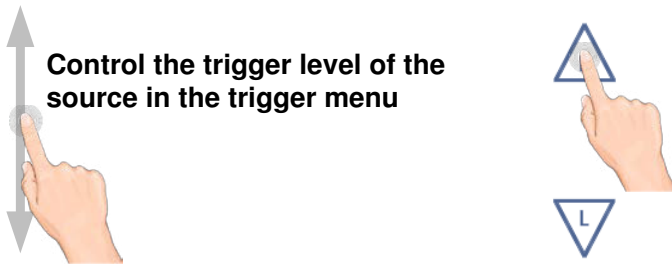 Control the trigger level of the
source in the trigger menu
L